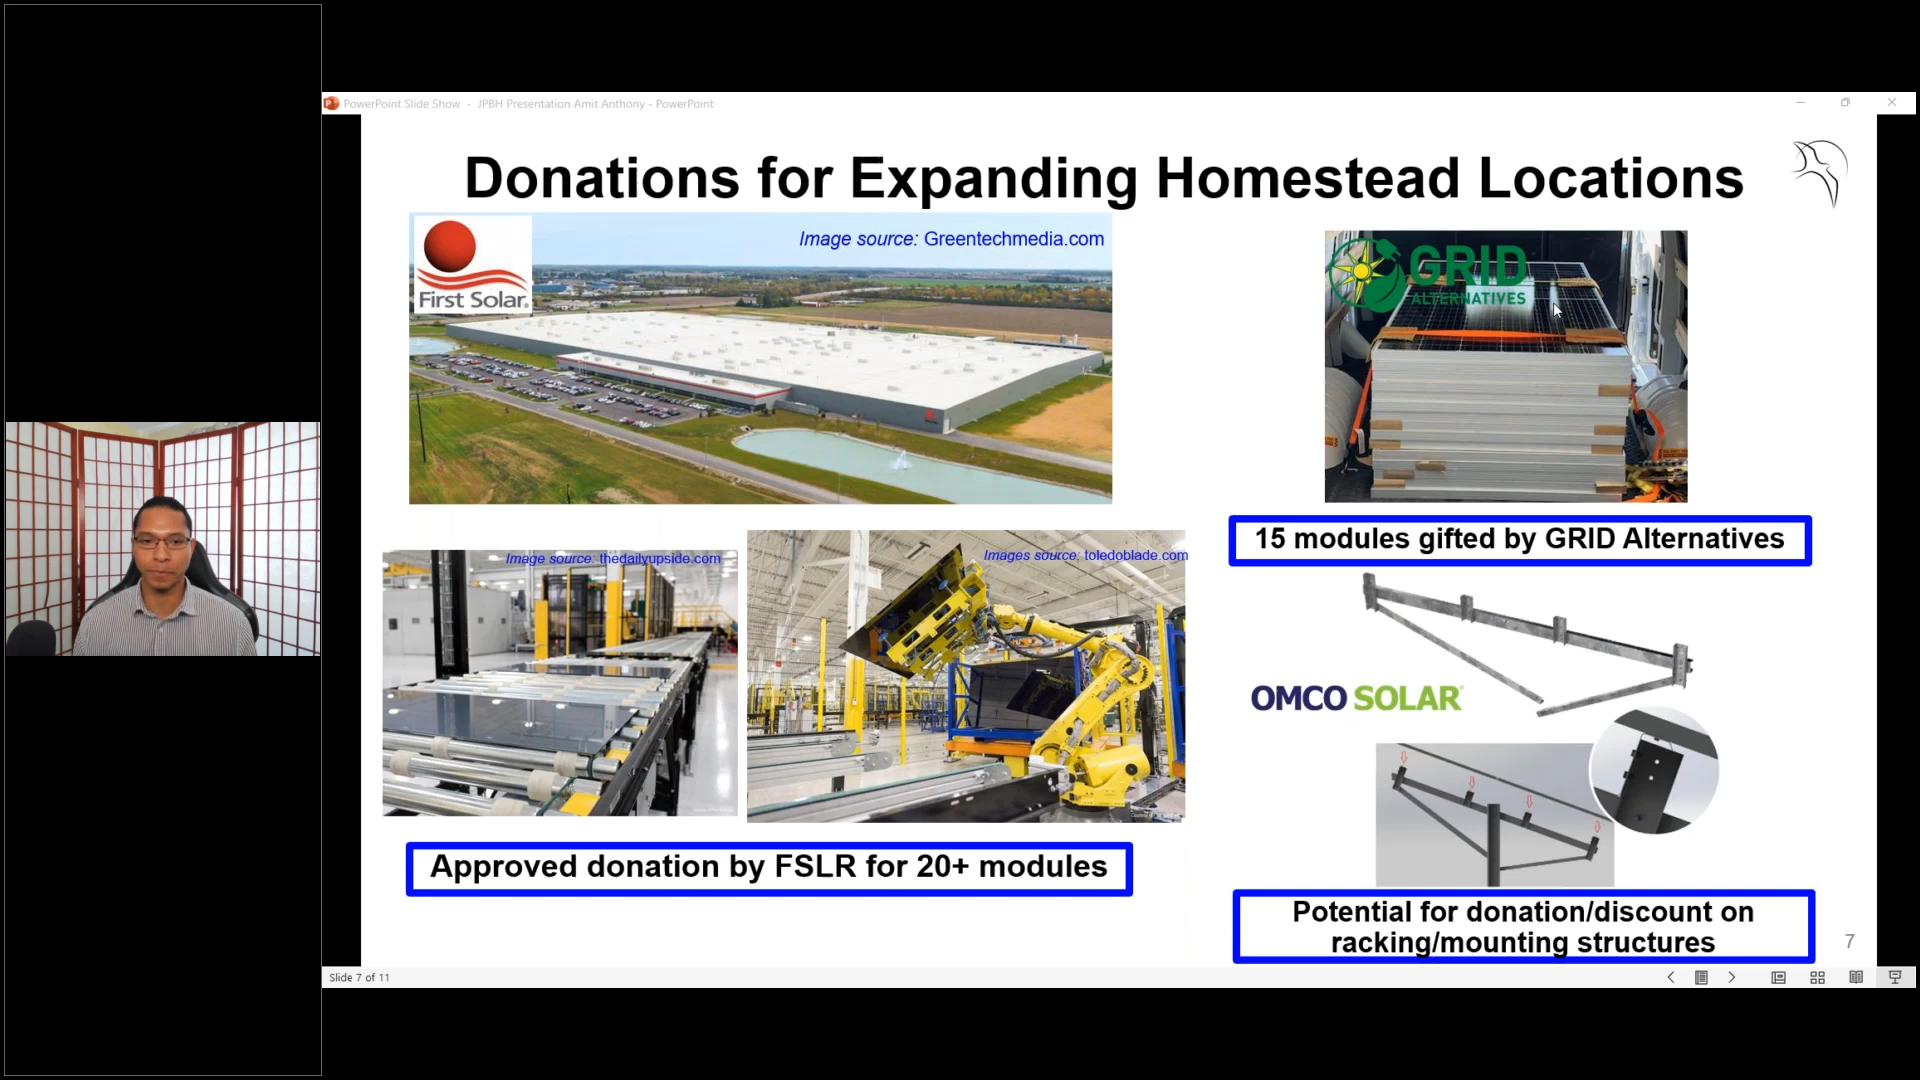 PowerPoint Slide Show - JPBH Presentation Amit Anthony - PowerPoint
Donations for Expanding Homestead Locations
First Solar.
Image source: Greentechmedia.com
GRID
ALTERNATIVES
15 modules gifted by GRID Alternatives
Image source: thedailyupside.com
Images source: toledoblade.com
OMCO SOLAR
Approved donation by FSLR for 20+ modules
Potential for donation/discount on
racking/mounting structures
7
Slide 7 of 11